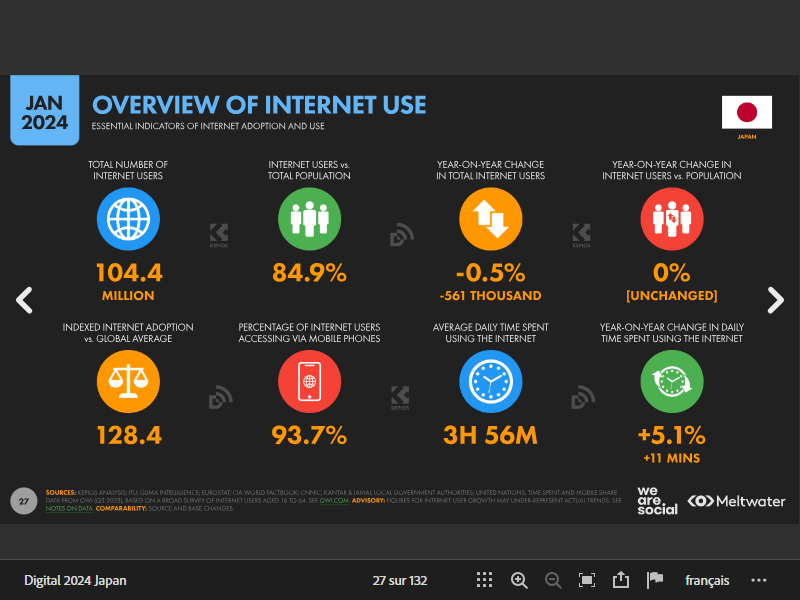 JAN
2024
OVERVIEW OF INTERNET USE
ESSENTIAL INDICATORS OF INTERNET ADOPTION AND USE
JAPAN
TOTAL NUMBER OF
INTERNET USERS
104.4
MILLION
INTERNET USERS vs.
TOTAL POPULATION
84.9%
YEAR-ON-YEAR CHANGE
IN TOTAL INTERNET USERS
-0.5%
-561 THOUSAND
YEAR-ON-YEAR CHANGE IN
INTERNET USERS vs. POPULATION
0%
[UNCHANGED]
KEPIOS
KEPIOS
INDEXED INTERNET ADOPTION
vs. GLOBAL AVERAGE
128.4
PERCENTAGE OF INTERNET USERS
ACCESSING VIA MOBILE PHONES
93.7%
AVERAGE DAILY TIME SPENT
USING THE INTERNET
3H 56M
YEAR-ON-YEAR CHANGE IN DAILY
TIME SPENT USING THE INTERNET
+5.1%
+11 MINS
KEPIOS
27
SOURCES: KEPIOS ANALYSIS; ITU; GSMA INTELLIGENCE; EUROSTAT; CIA WORLD FACTBOOK; CNNIC; KANTAR & IAMAI; LOCAL GOVERNMENT AUTHORITIES; UNITED NATIONS. TIME SPENT AND MOBILE SHARE
DATA FROM GWI (Q3 2023), BASED ON A BROAD SURVEY OF INTERNET USERS AGED 16 TO 64. SEE GWI.COM. ADVISORY: FIGURES FOR INTERNET USER GROWTH MAY UNDER-REPRESENT ACTUAL TRENDS. SEE
NOTES ON DATA. COMPARABILITY: SOURCE AND BASE CHANGES.
we
are.
social
Meltwater
Digital 2024 Japan
27 sur 132
français